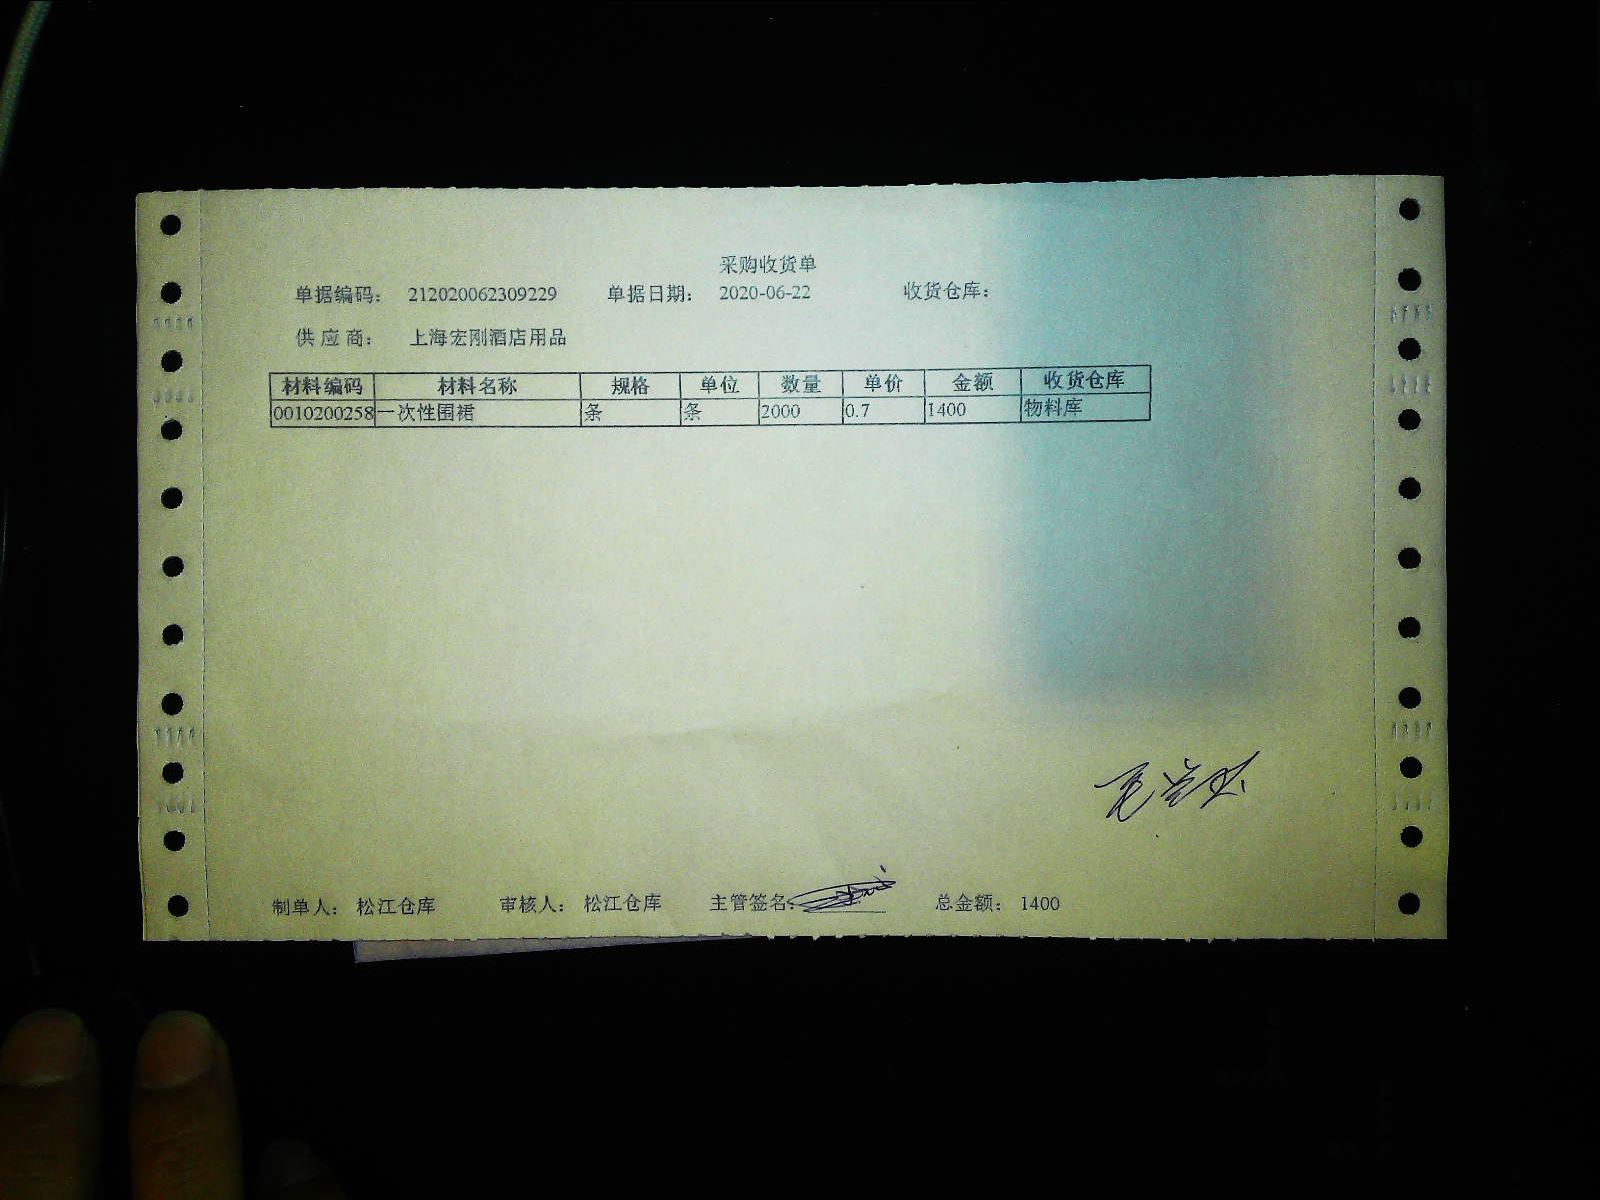 采购收货单
单据编码： 212020062309229 单据日期： 2020-06-22 收货仓库：
供 应 商： 上海宏刚酒店用品
材料编码 材料名称 规格 单位 数量 单价 金额 收货仓库
0010200258 一次性围裙 条 条 2000 0.7 1400 物料库
制单人： 松江仓库 审核人： 松江仓库 主管签名： 总金额： 1400